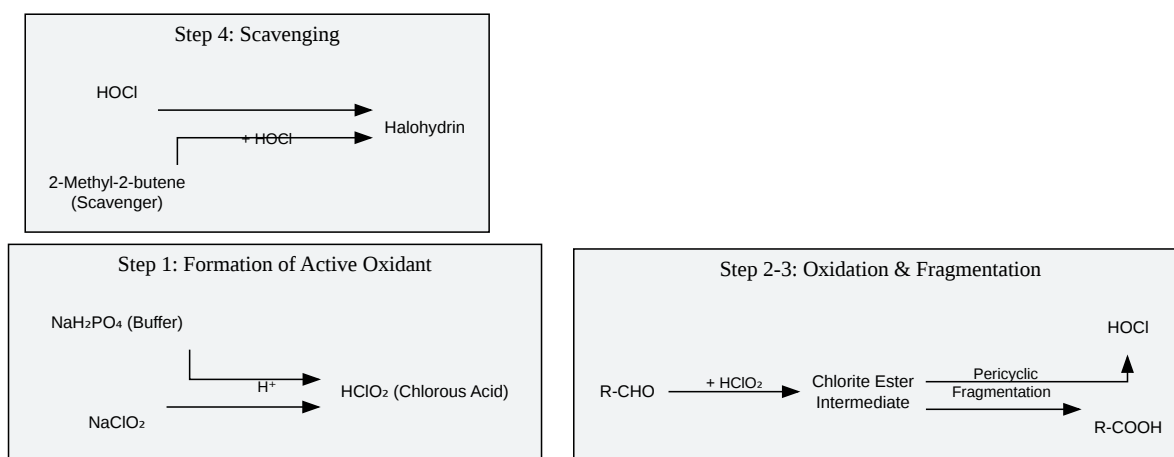 Step 4: Scavenging
HOCl
+ HOCl
Halohydrin
2-Methyl-2-butene
(Scavenger)
Step 1: Formation of Active Oxidant
NaH₂PO₄ (Buffer)
H⁺
HClO₂ (Chlorous Acid)
NaClO₂
Step 2-3: Oxidation & Fragmentation
HOCl
R-CHO
+ HClO₂
Chlorite Ester
Intermediate
Pericyclic
Fragmentation
R-COOH